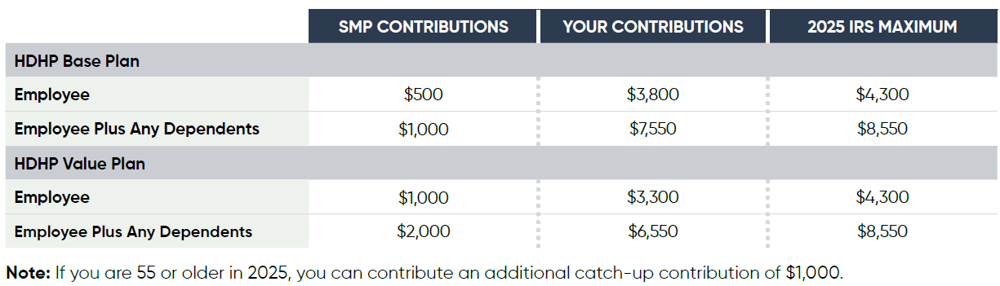 SMP CONTRIBUTIONS YOUR CONTRIBUTIONS 2025 IRS MAXIMUM
HDHP Base Plan
Employee $500 $3,800 $4,300
Employee Plus Any Dependents $1,000 $7,550 $8,550
HDHP Value Plan
Employee $1,000 $3,300 $4,300
Employee Plus Any Dependents $2,000 $6,550 $8,550
Note: If you are 55 or older in 2025, you can contribute an additional catch-up contribution of $1,000.